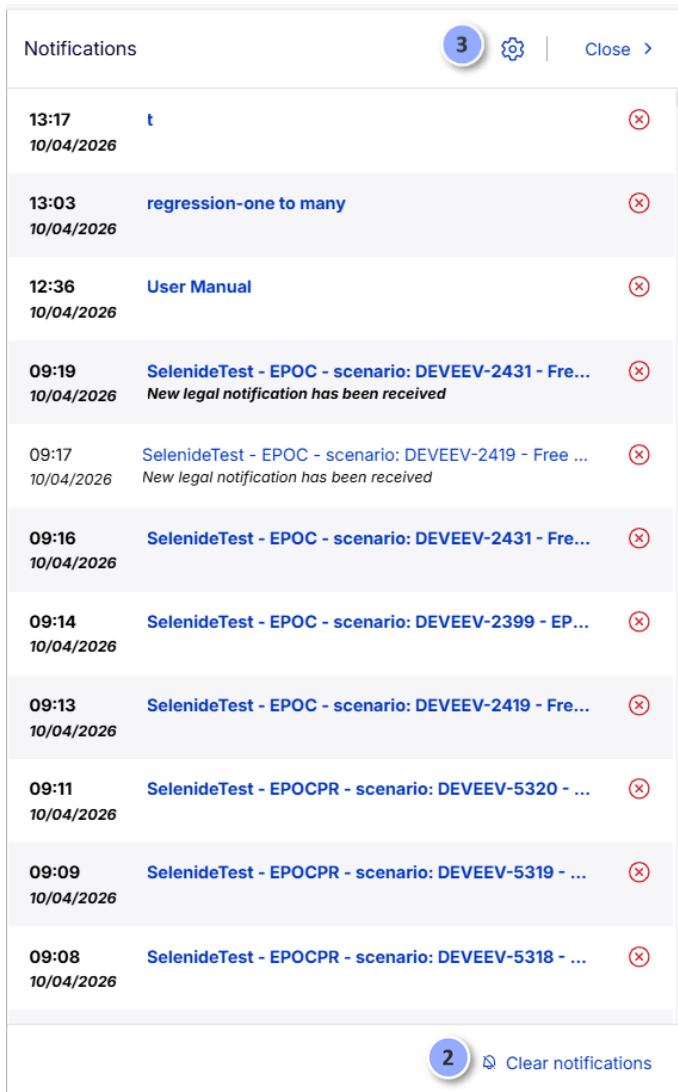 Notifications
3
Close
13:17
t
10/04/2026
13:03
regression-one to many
10/04/2026
12:36
User Manual
10/04/2026
09:19
SelenideTest - EPOC - scenario: DEVEEV-2431 - Fre...
10/04/2026
New legal notification has been received
09:17
SelenideTest - EPOC - scenario: DEVEEV-2419 - Free ...
10/04/2026
New legal notification has been received
09:16
SelenideTest - EPOC - scenario: DEVEEV-2431 - Fre...
10/04/2026
09:14
SelenideTest - EPOC - scenario: DEVEEV-2399 - EP...
10/04/2026
09:13
SelenideTest - EPOC - scenario: DEVEEV-2419 - Fre...
10/04/2026
09:11
SelenideTest - EPOCPR - scenario: DEVEEV-5320 - ...
10/04/2026
09:09
SelenideTest - EPOCPR - scenario: DEVEEV-5319 - ...
10/04/2026
09:08
SelenideTest - EPOCPR - scenario: DEVEEV-5318 - ...
10/04/2026
2
Clear notifications